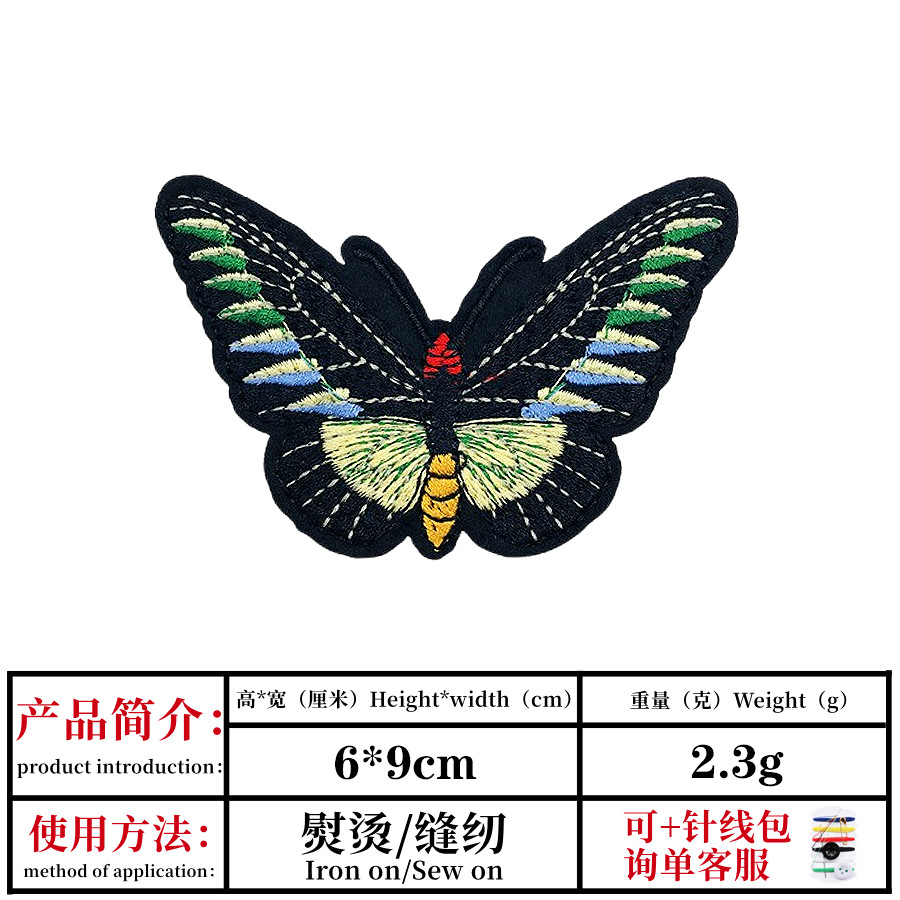 产品简介：
product introduction：
高*宽（厘米）Height*width（cm）
重量（克）Weight（g）
6*9cm
2.3g
使用方法：
method of application：
熨烫/缝纫
Iron on/Sew on
可+针线包
询单客服